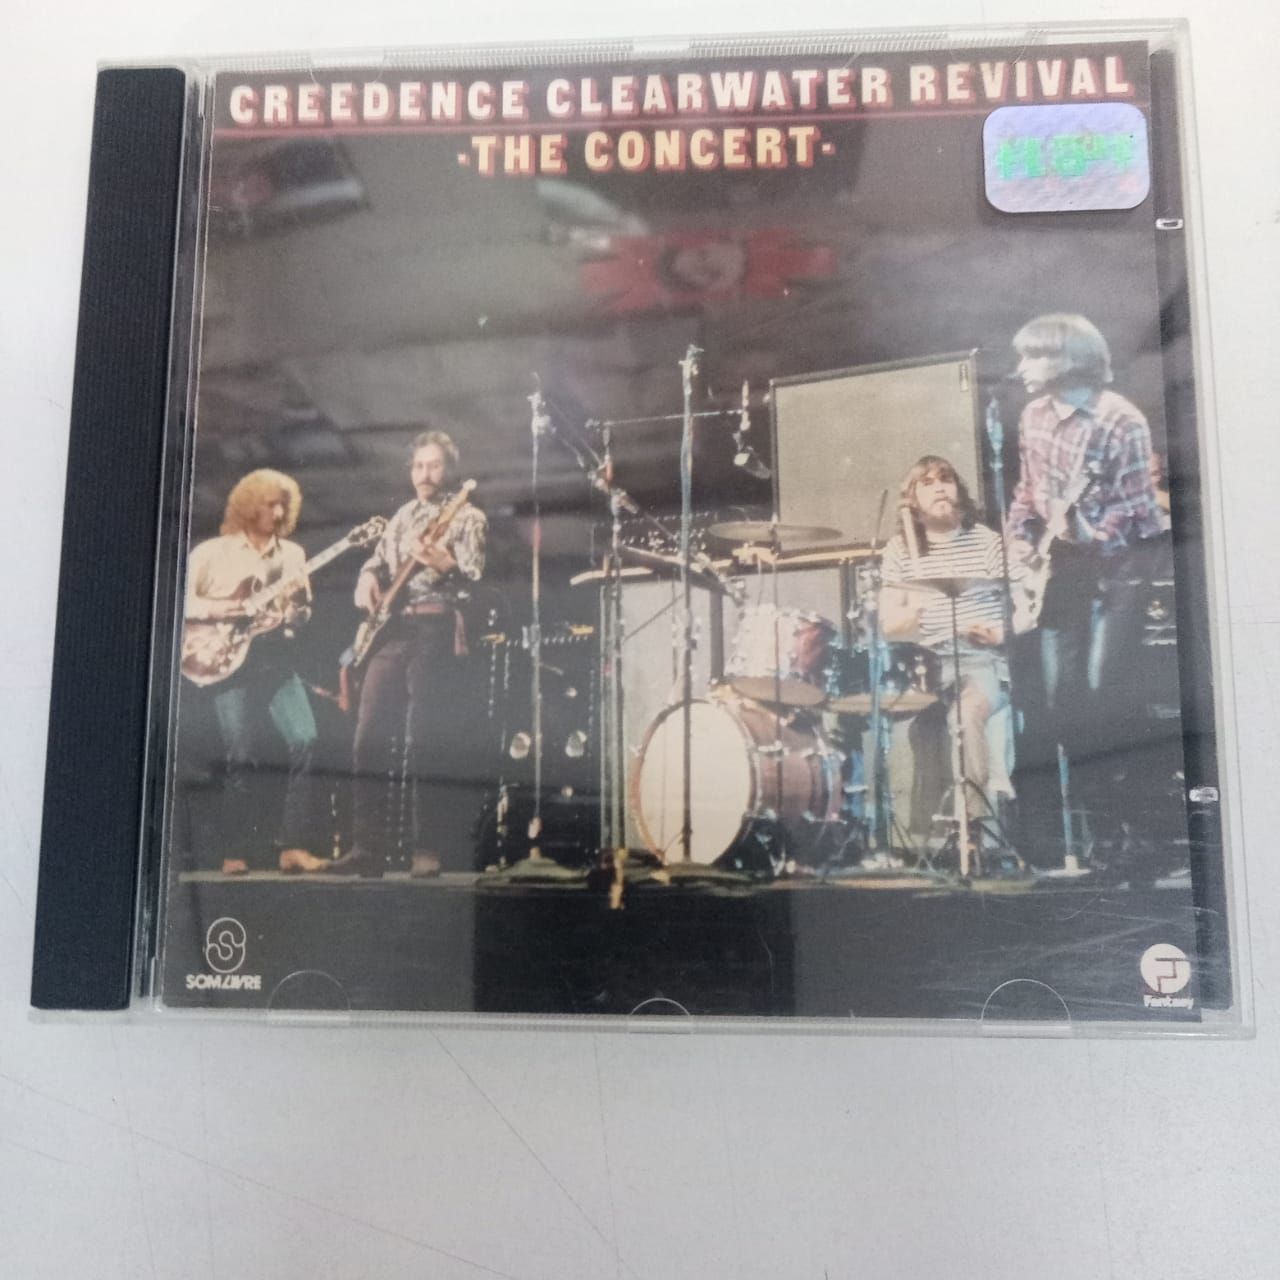 CREEDENCE CLEARWATER REVIVAL
-THE CONCERT-
SOM LIVRE
Fantasy